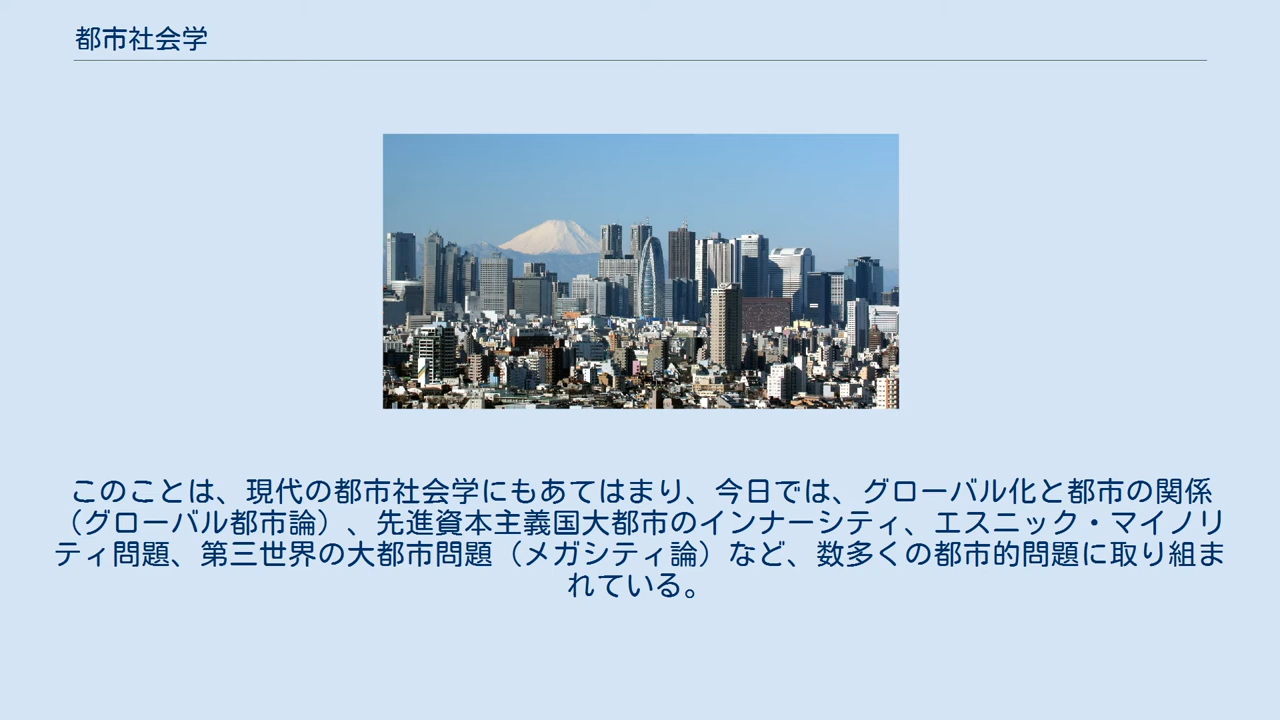 都市社会学
このことは、現代の都市社会学にもあてはまり、今日では、グローバル化と都市の関係
（グローバル都市論）、先進資本主義国大都市のインナーシティ、エスニック・マイノリ
ティ問題、第三世界の大都市問題（メガシティ論）など、数多くの都市的問題に取り組ま
れている。